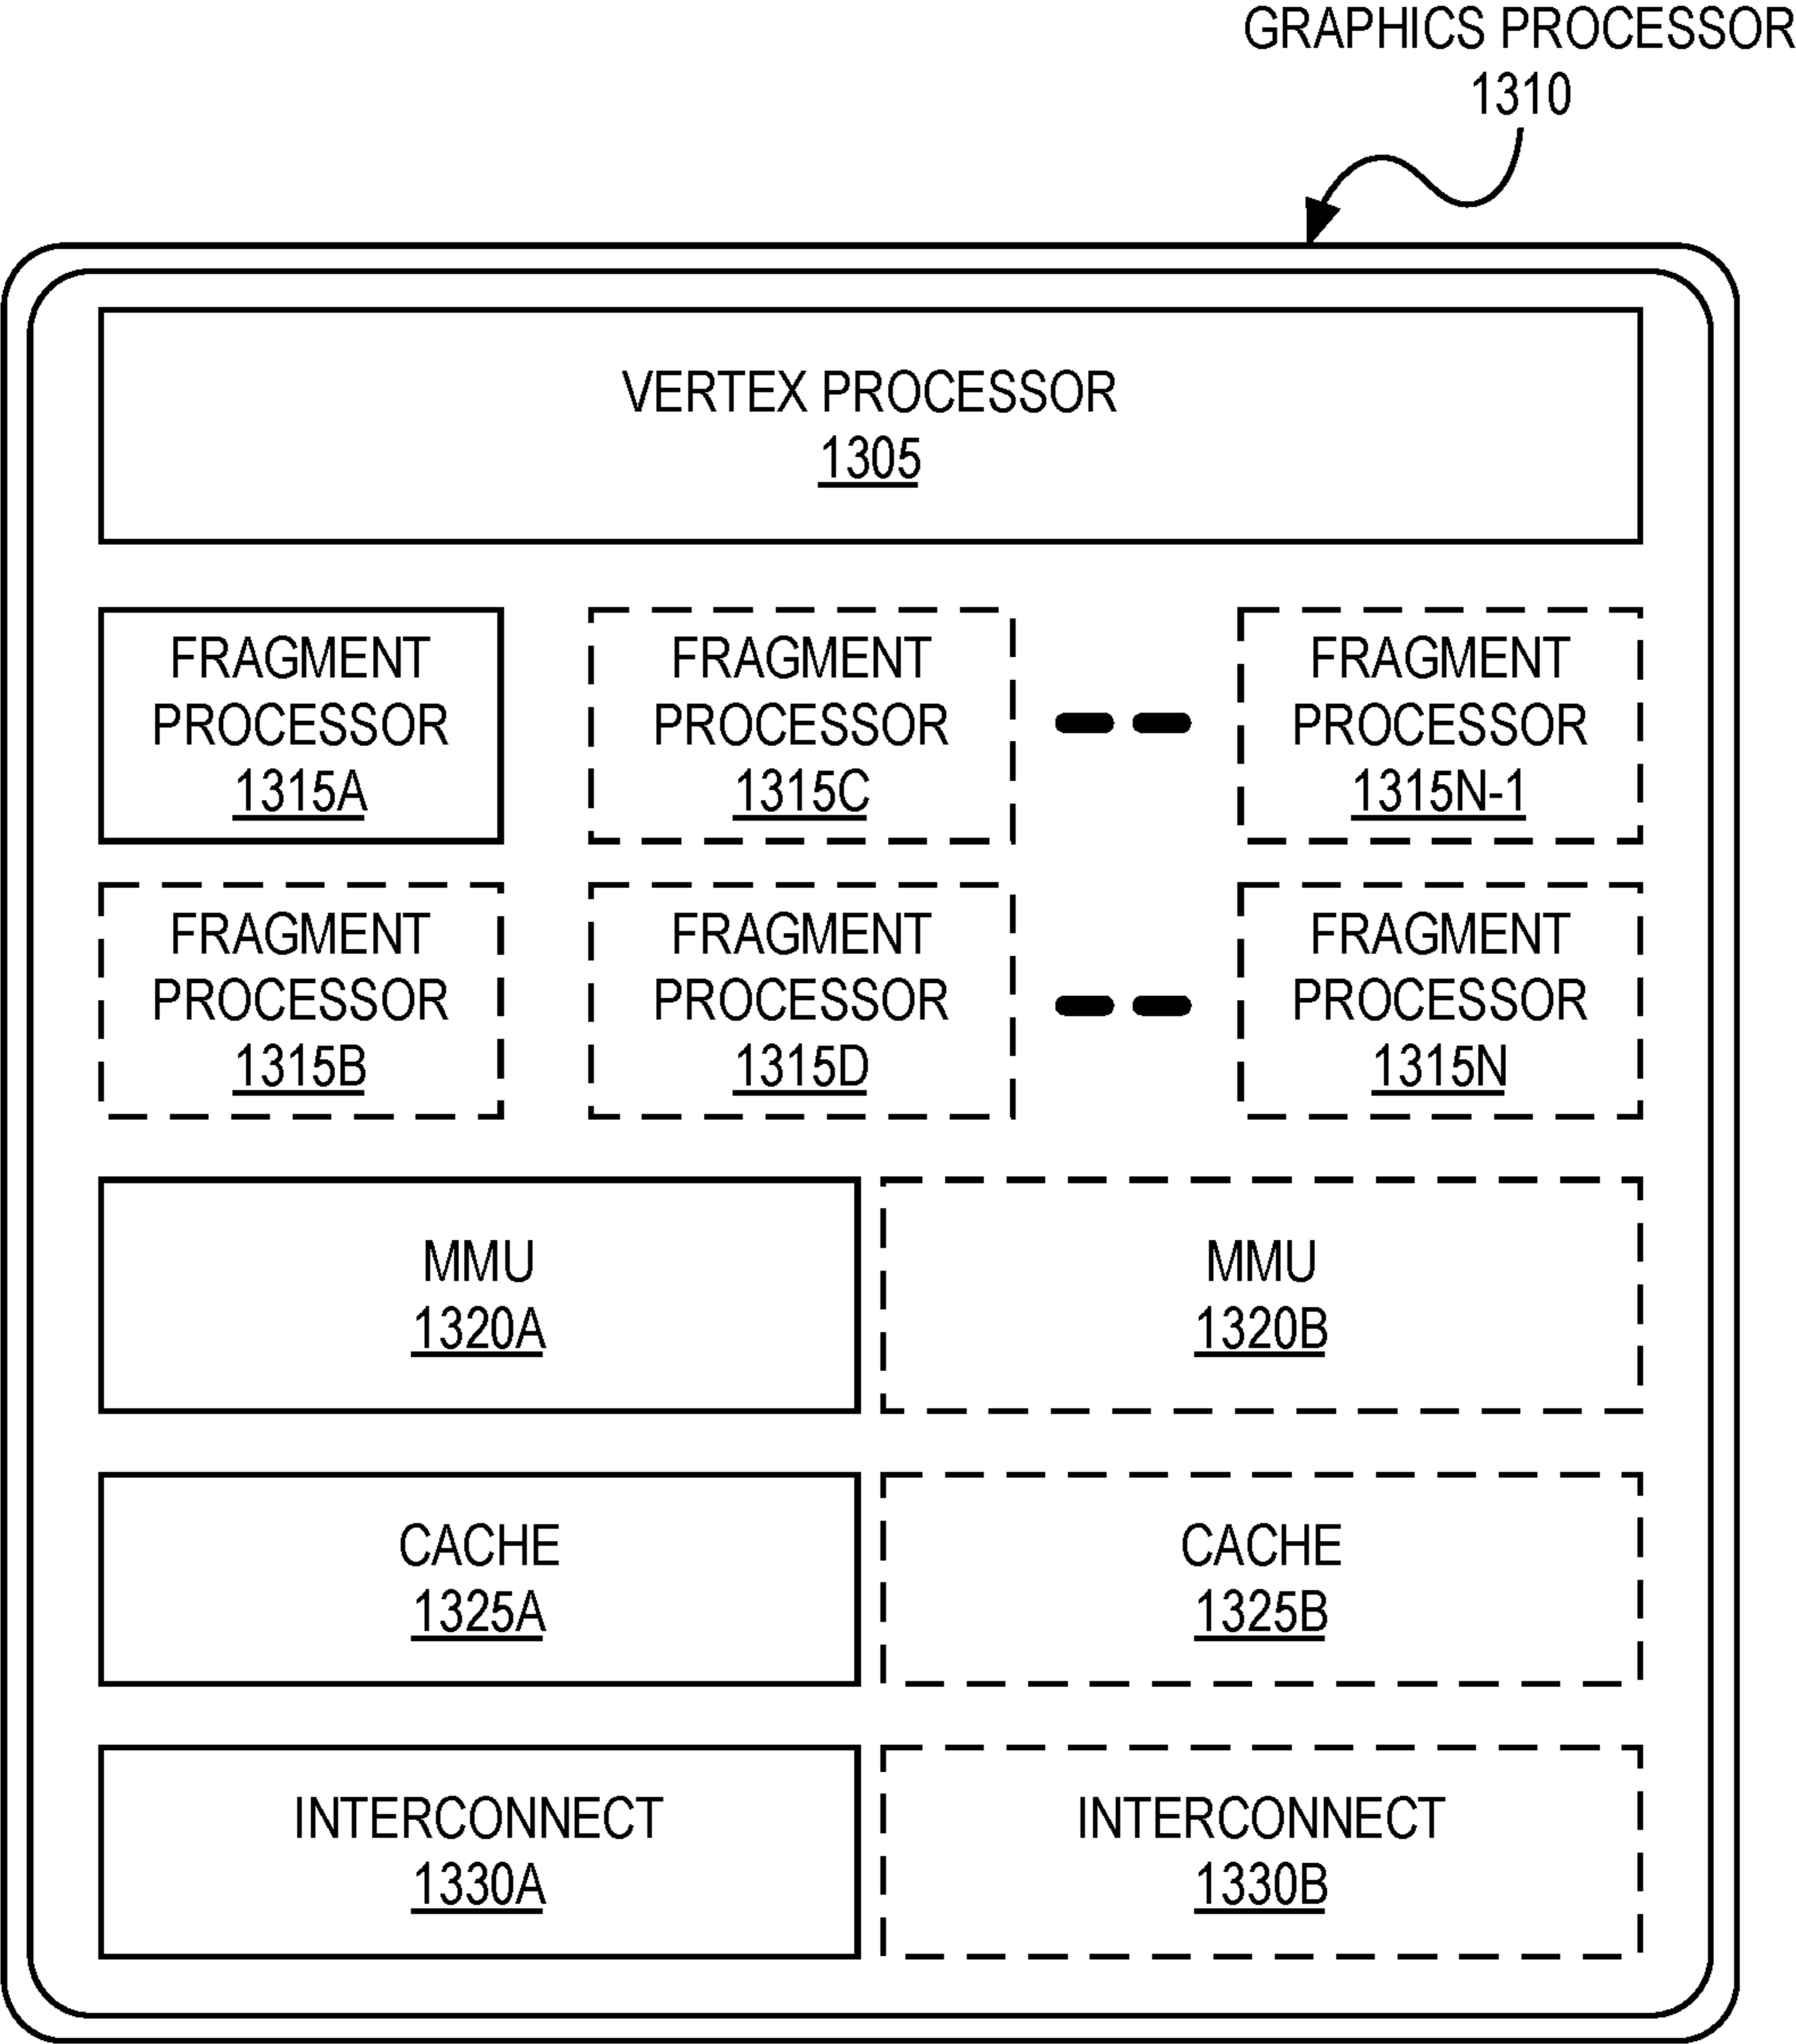 GRAPHICS PROCESSOR
1310
VERTEX PROCESSOR
1305
FRAGMENT
PROCESSOR
1315A
FRAGMENT
PROCESSOR
1315C
FRAGMENT
PROCESSOR
1315N-1
FRAGMENT
PROCESSOR
1315B
FRAGMENT
PROCESSOR
1315D
FRAGMENT
PROCESSOR
1315N
MMU
1320A
MMU
1320B
CACHE
1325A
CACHE
1325B
INTERCONNECT
1330A
INTERCONNECT
1330B